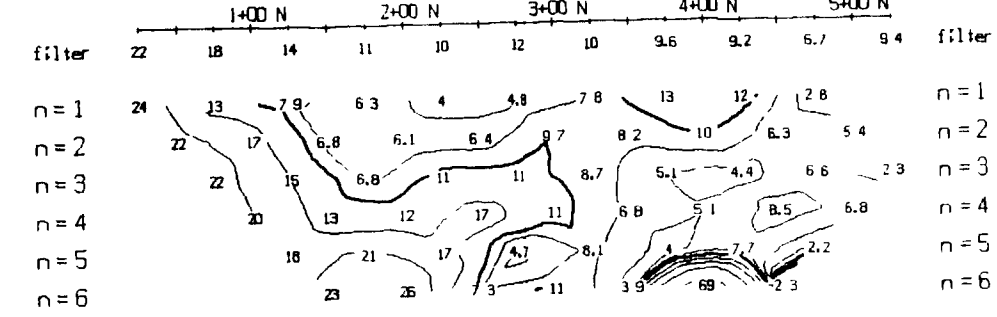 1+00 N 2+00 N 3+00 N 4+00 N 5+00 N
filter 22 18 14 11 10 12 10 9.6 9.2 6.7 9 4 filter
n = 1 24 13 7 9 6 3 4 4.8 7 8 13 12 2 8 n = 1
n = 2 22 17 6.8 6.1 6 4 9 7 8 2 10 6.3 5 4 n = 2
n = 3 22 15 6.8 11 11 8.7 5.1 4.4 6 6 2 3 n = 3
n = 4 20 13 12 17 11 6 8 5 1 8.5 6.8 n = 4
n = 5 18 21 17 4.7 8.1 4 7.7 2.2 n = 5
n = 6 23 26 3 11 3 9 69 -2 3 n = 6